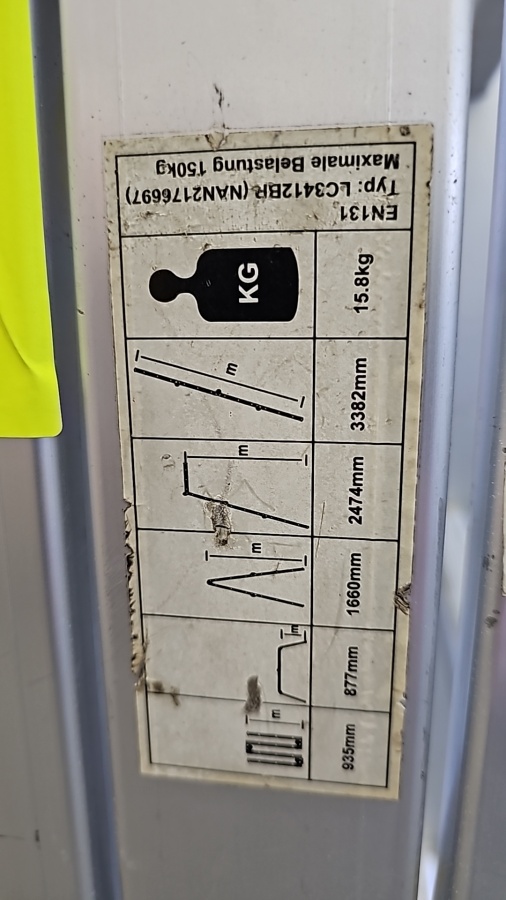 EN131
Typ: LC3412BR (NAN2176697)
Maximale Belastung 150kg
KG
15.8kg
m
3382mm
m
2474mm
m
1660mm
m
877mm
m
935mm